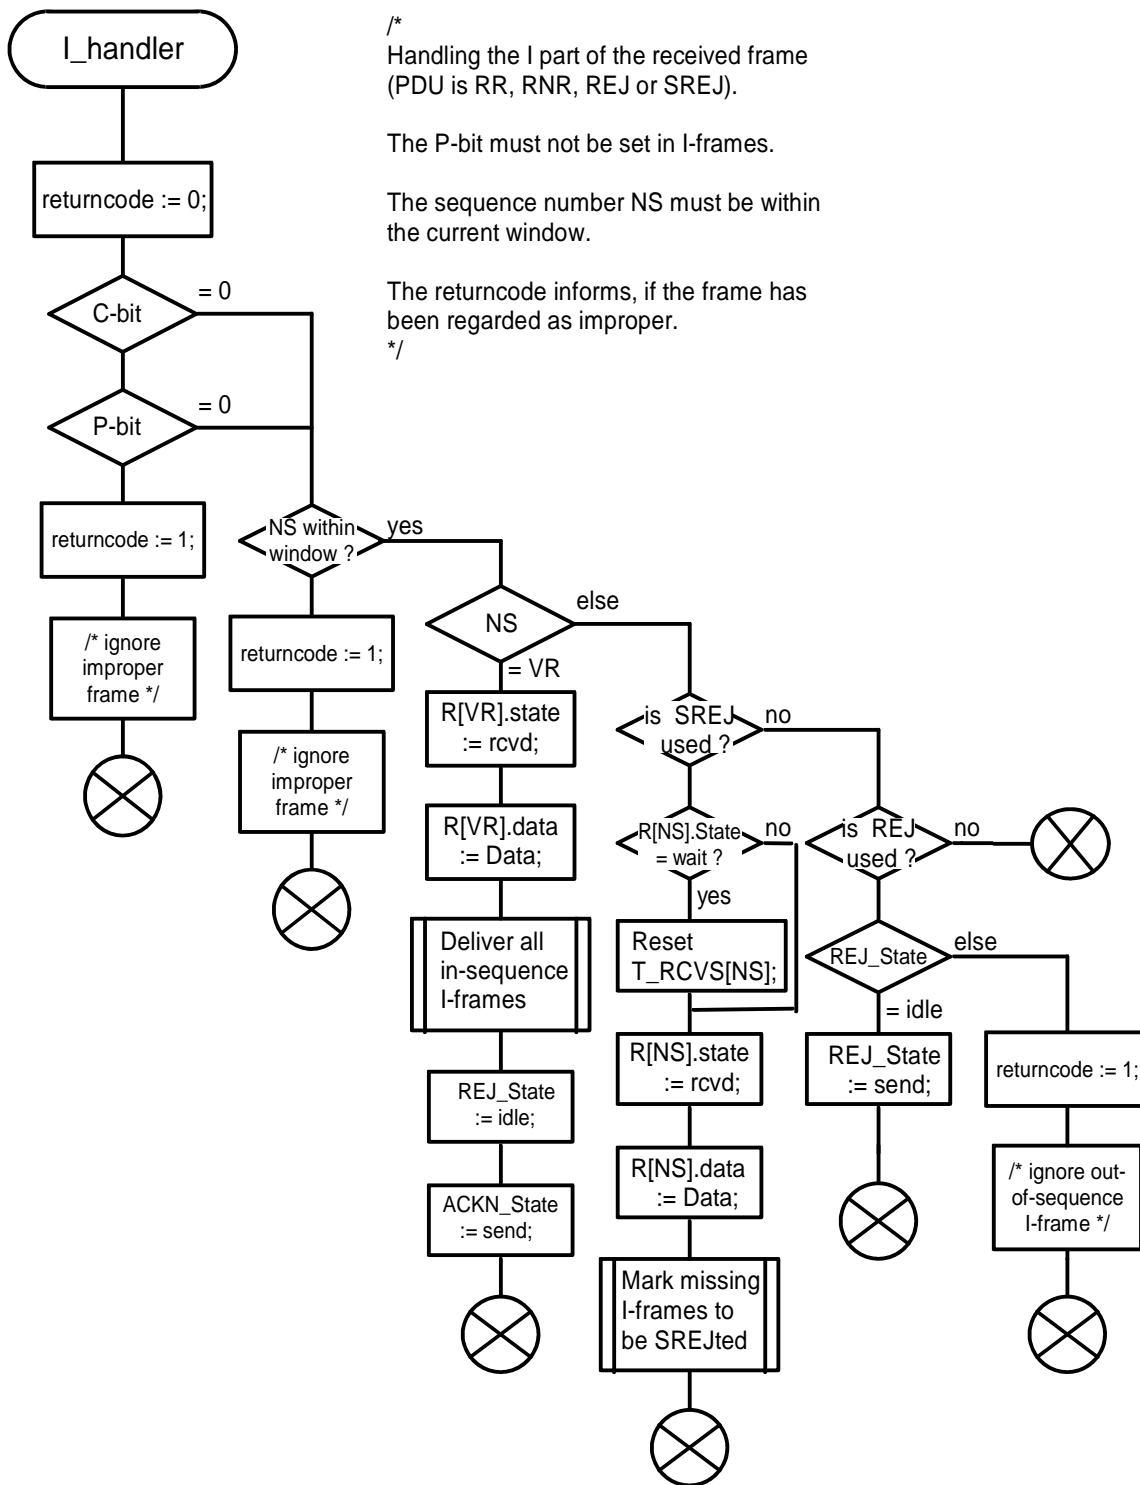 I_handler
/*
Handling the I part of the received frame
(PDU is RR, RNR, REJ or SREJ).
The P-bit must not be set in I-frames.
The sequence number NS must be within
the current window.
The returncode informs, if the frame has
been regarded as improper.
*/
returncode := 0;
C-bit
= 0
P-bit
= 0
returncode := 1;
/* ignore
improper
frame */
NS within
window ?
yes
returncode := 1;
/* ignore
improper
frame */
NS
else
= VR
R[VR].state
:= rcvd;
R[VR].data
:= Data;
Deliver all
in-sequence
I-frames
REJ_State
:= idle;
ACKN_State
:= send;
is SREJ
used ?
no
R[NS].State
= wait ?
no
yes
Reset
T_RCVS[NS];
R[NS].state
:= rcvd;
R[NS].data
:= Data;
Mark missing
I-frames to
be SREJted
is REJ
used ?
no
REJ_State
else
= idle
REJ_State
:= send;
returncode := 1;
/* ignore out-
of-sequence
I-frame */